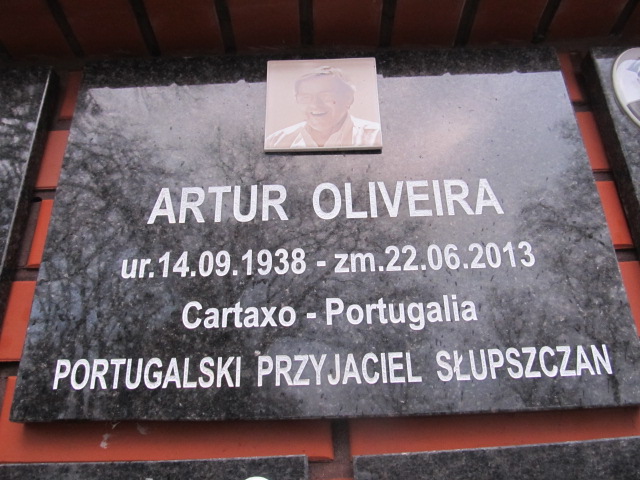 ARTUR OLIVEIRA
ur.14.09.1938 - zm.22.06.2013
Cartaxo - Portugalia
PORTUGALSKI PRZYJACIEL SŁUPSZCZAN